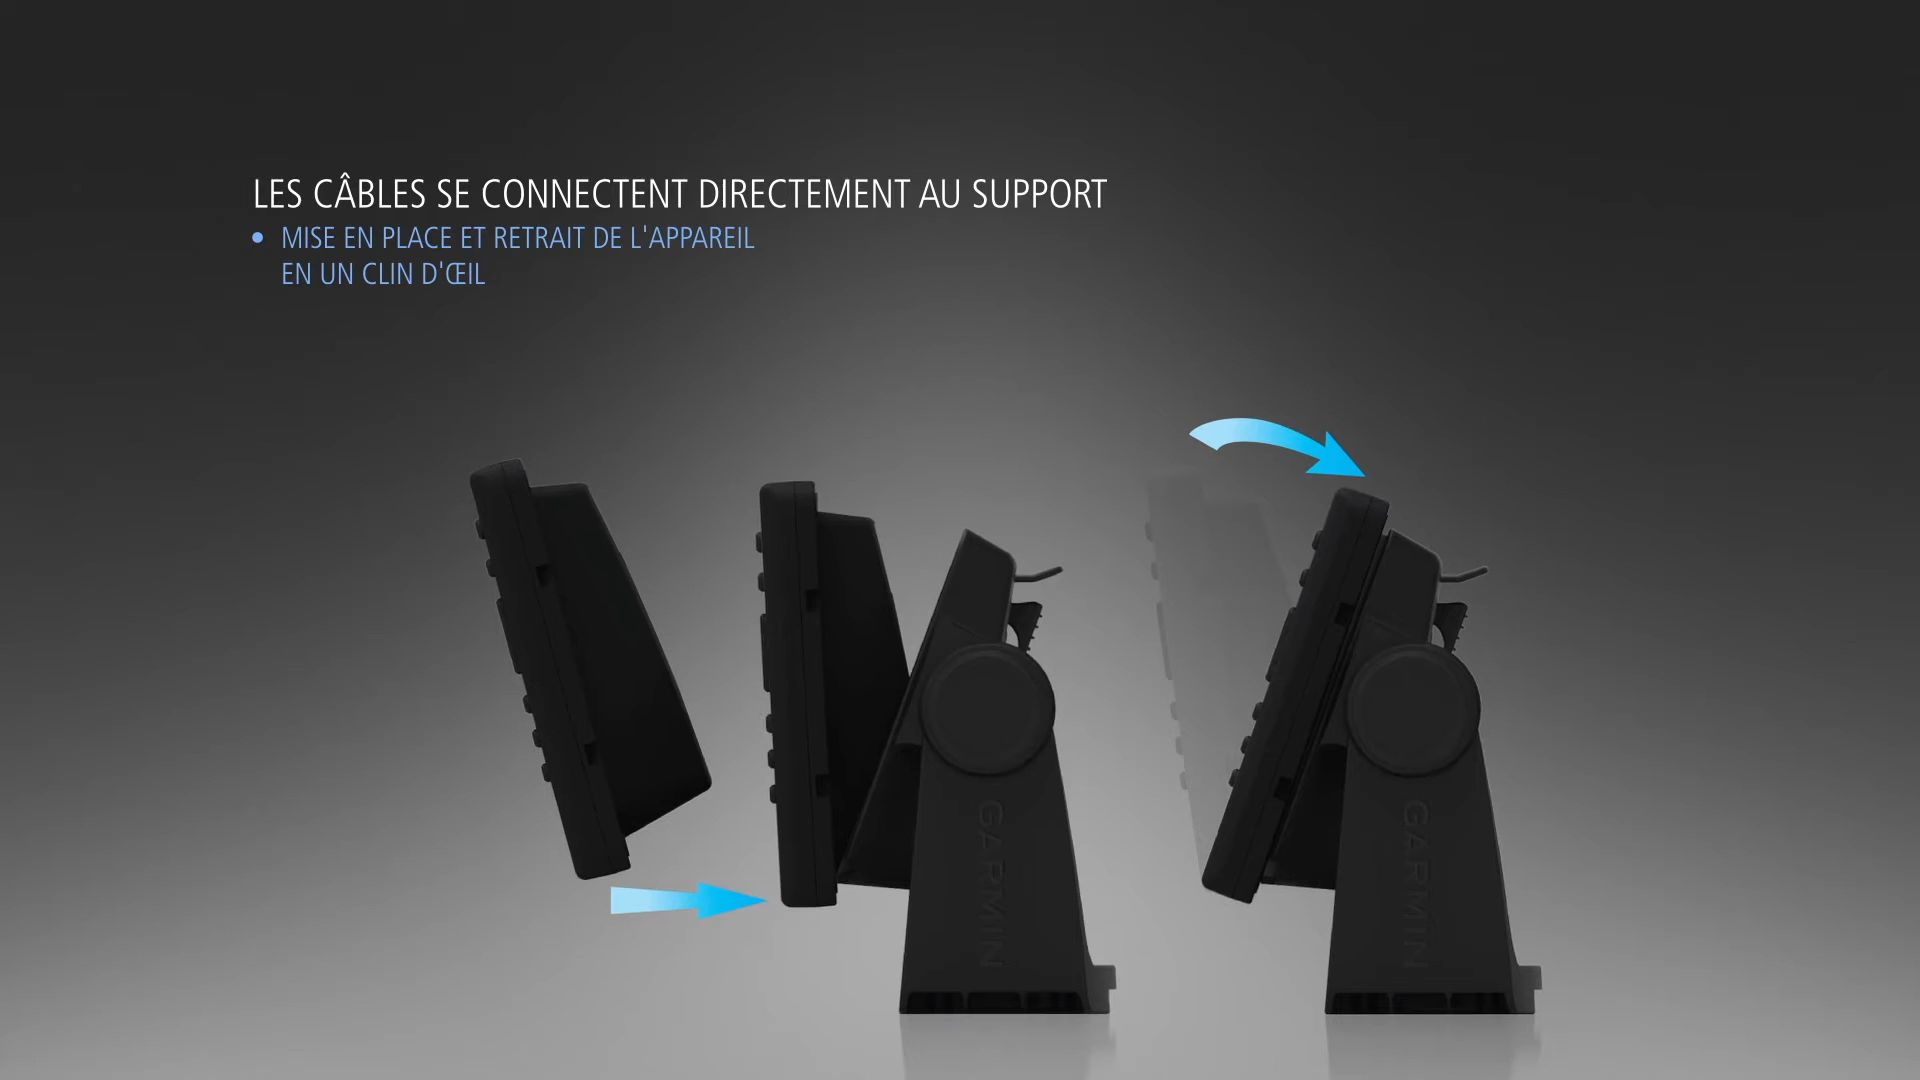 LES CÂBLES SE CONNECTENT DIRECTEMENT AU SUPPORT
• MISE EN PLACE ET RETRAIT DE L'APPAREIL
EN UN CLIN D'ŒIL
GARMIN
GARMIN